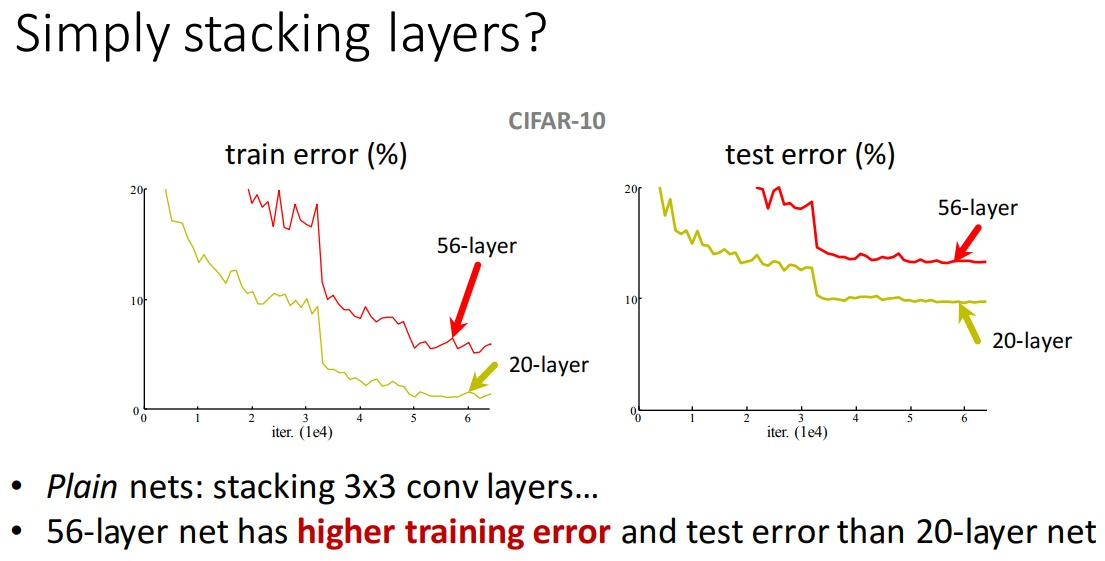 Simply stacking layers?
CIFAR-10
train error (%)
20
10
0
0 1 2 3 4 5 6
iter. (1e4)
56-layer
20-layer
test error (%)
20
10
0
0 1 2 3 4 5 6
iter. (1e4)
56-layer
20-layer
• Plain nets: stacking 3x3 conv layers…
• 56-layer net has higher training error and test error than 20-layer net